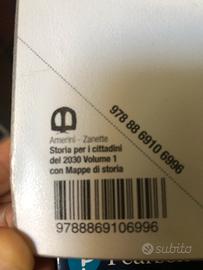 978 88 6910 6996
Amerini - Zanette
Storia per i cittadini
del 2030 Volume 1
con Mappe di storia
9788869106996
subito
Pearson